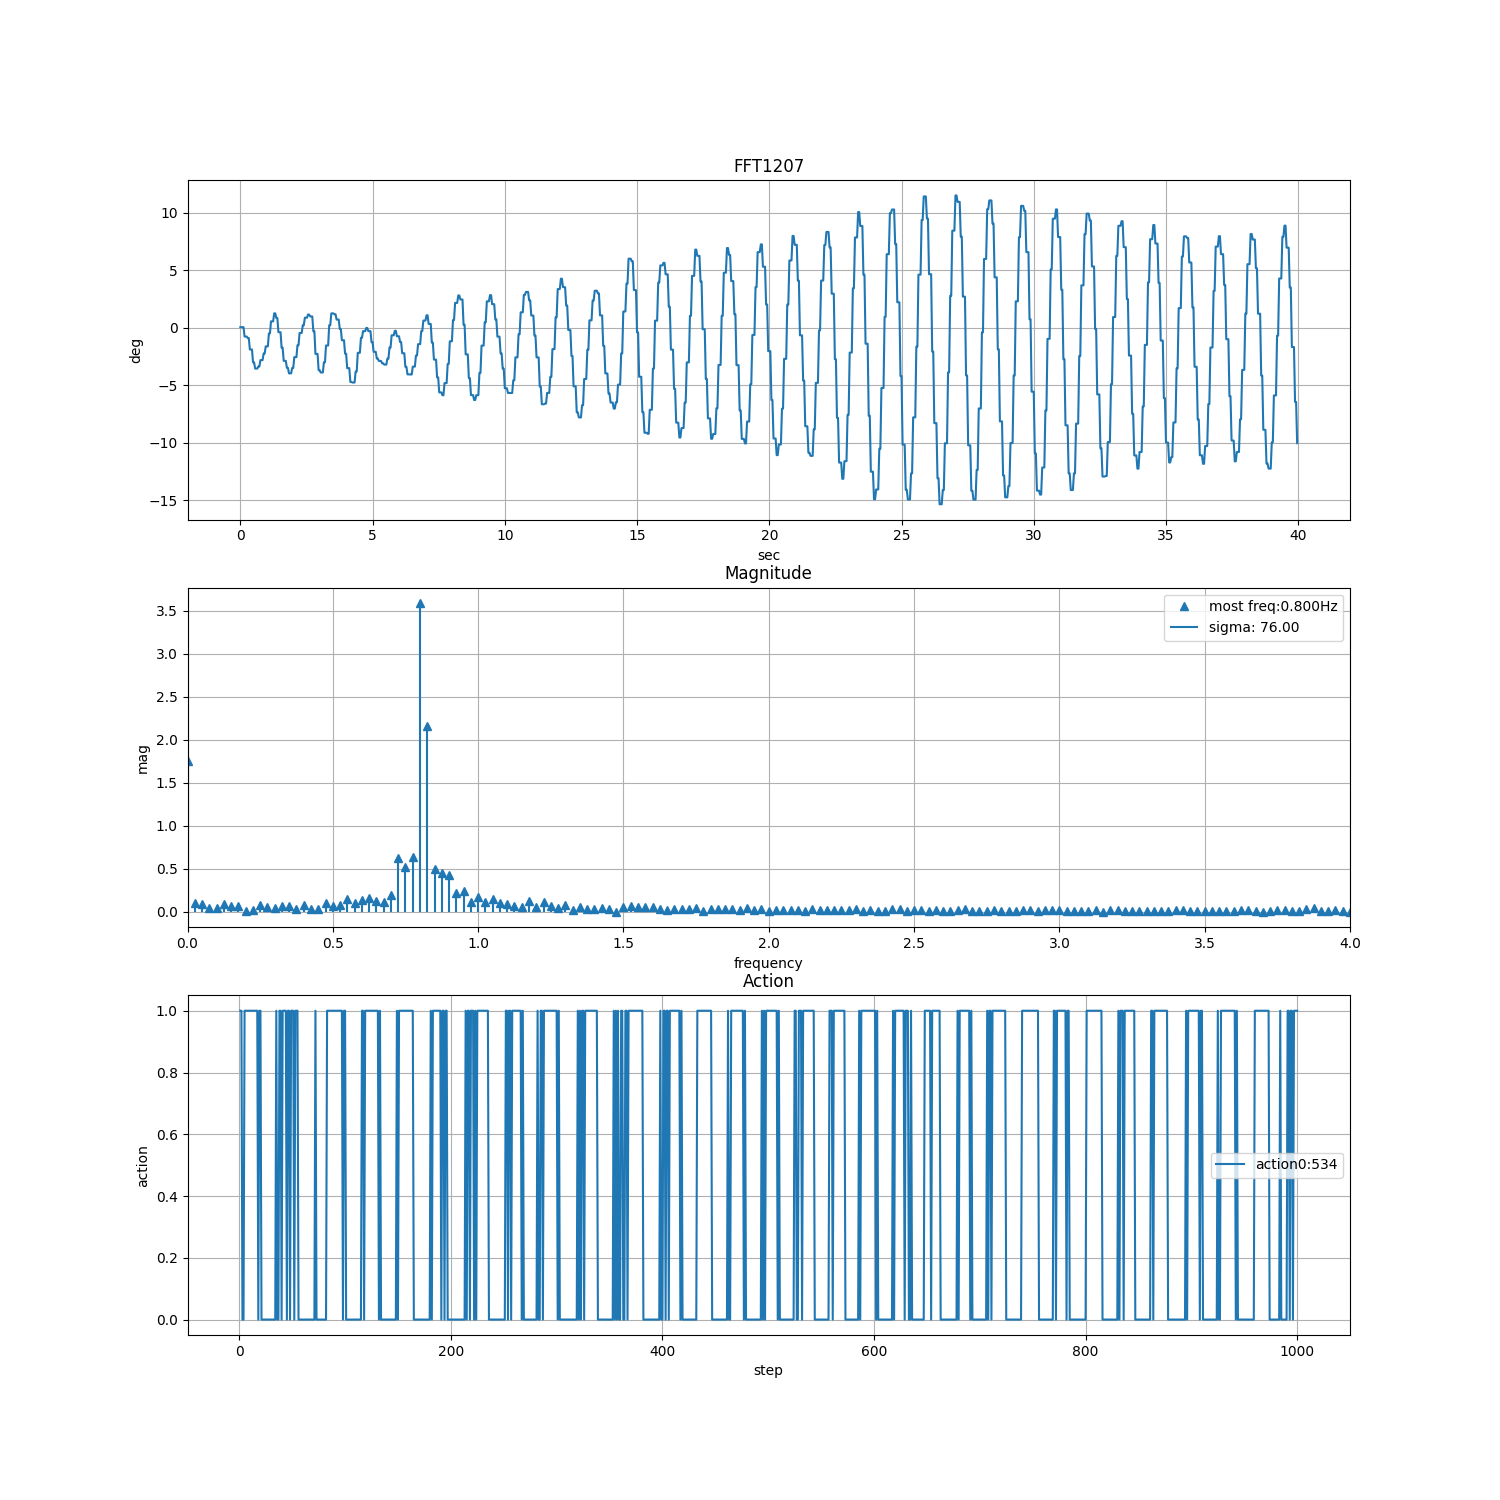 FFT1207
10
5
0
−5
−10
−15
deg
0 5 10 15 20 25 30 35 40
sec
Magnitude
3.5
3.0
2.5
2.0
1.5
1.0
0.5
0.0
mag
most freq:0.800Hz
sigma: 76.00
0.0 0.5 1.0 1.5 2.0 2.5 3.0 3.5 4.0
frequency
Action
1.0
0.8
0.6
0.4
0.2
0.0
action
action0:534
0 200 400 600 800 1000
step